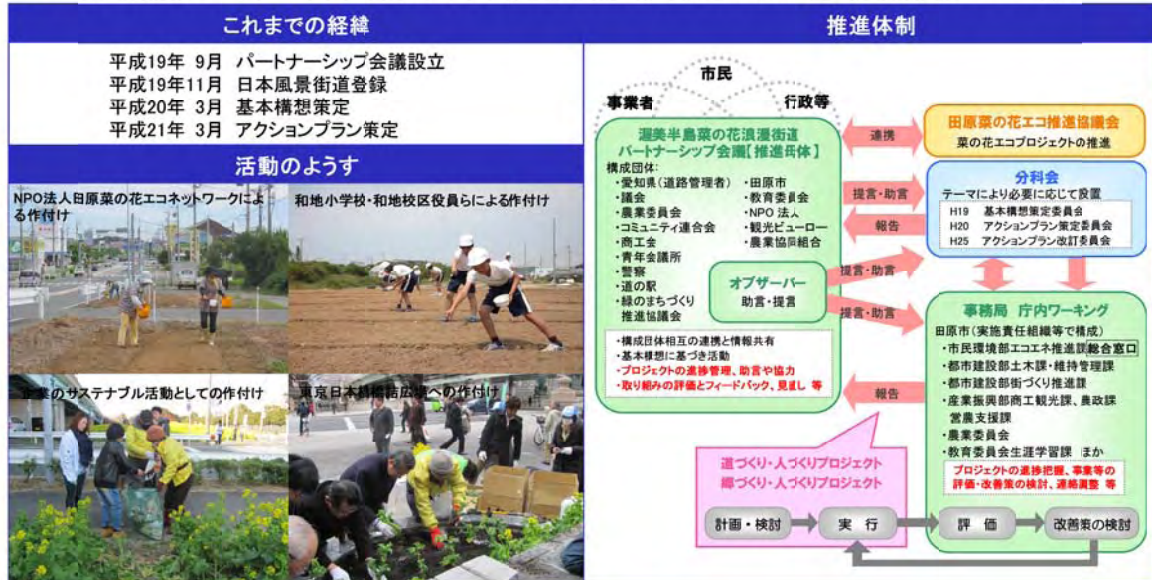 これまでの経緯
平成19年 9月 パートナーシップ会議設立
平成19年11月 日本風景街道登録
平成20年 3月 基本構想策定
平成21年 3月 アクションプラン策定
活動のようす
NPO法人田原菜の花エコネットワークによ
る作付け
和地小学校・和地校区役員らによる作付け
企業のサステナブル活動としての作付け
東京日本橋橋詰広場への作付け
推進体制
市民
事業者
行政等
渥美半島菜の花浪漫街道
パートナーシップ会議【推進母体】
構成団体:
・愛知県(道路管理者)
・議会
・農業委員会
・コミュニティ連合会
・商工会
・青年会議所
・警察
・道の駅
・緑のまちづくり
推進協議会
・田原市
・教育委員会
・NPO 法人
・観光ビューロー
・農業協同組合
オブザーバー
助言・提言
・構成団体相互の連携と情報共有
・基本構想に基づき活動
・プロジェクトの進捗管理、助言や協力
・取り組みの評価とフィードバック、見直し 等
連携
提言・助言
報告
提言・助言
提言・助言
報告
田原菜の花エコ推進協議会
菜の花エコプロジェクトの推進
分科会
テーマにより必要に応じて設置
H19 基本構想策定委員会
H20 アクションプラン策定委員会
H25 アクションプラン改訂委員会
事務局 庁内ワーキング
田原市(実施責任組織等で構成)
・市民環境部エコエネ推進課 総合窓口
・都市建設部土木課・維持管理課
・都市建設部街づくり推進課
・産業振興部商工観光課、農政課
営農支援課
・農業委員会
・教育委員会生涯学習課 ほか
プロジェクトの進捗把握、事業等の
評価・改善策の検討、連絡調整 等
道づくり・人づくりプロジェクト
郷づくり・人づくりプロジェクト
計画・検討
実 行
評 価
改善策の検討